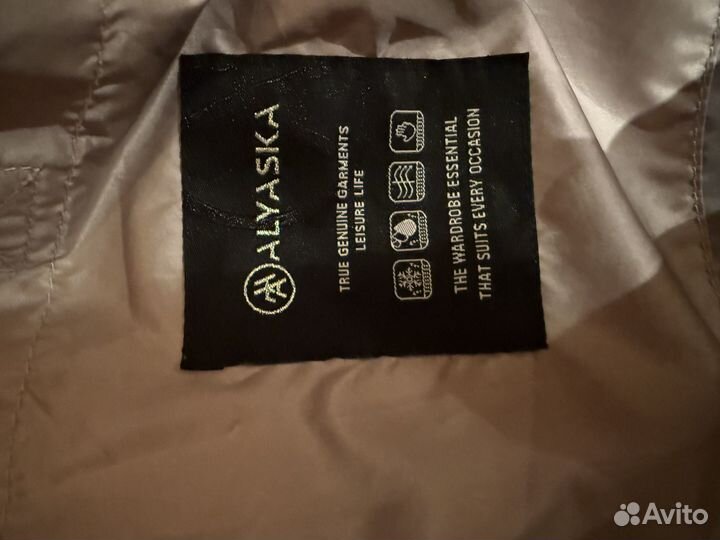 ALYASKA
TRUE GENUINE GARMENTS
LEISURE LIFE
THE WARDROBE ESSENTIAL
THAT SUITS EVERY OCCASION
Avito